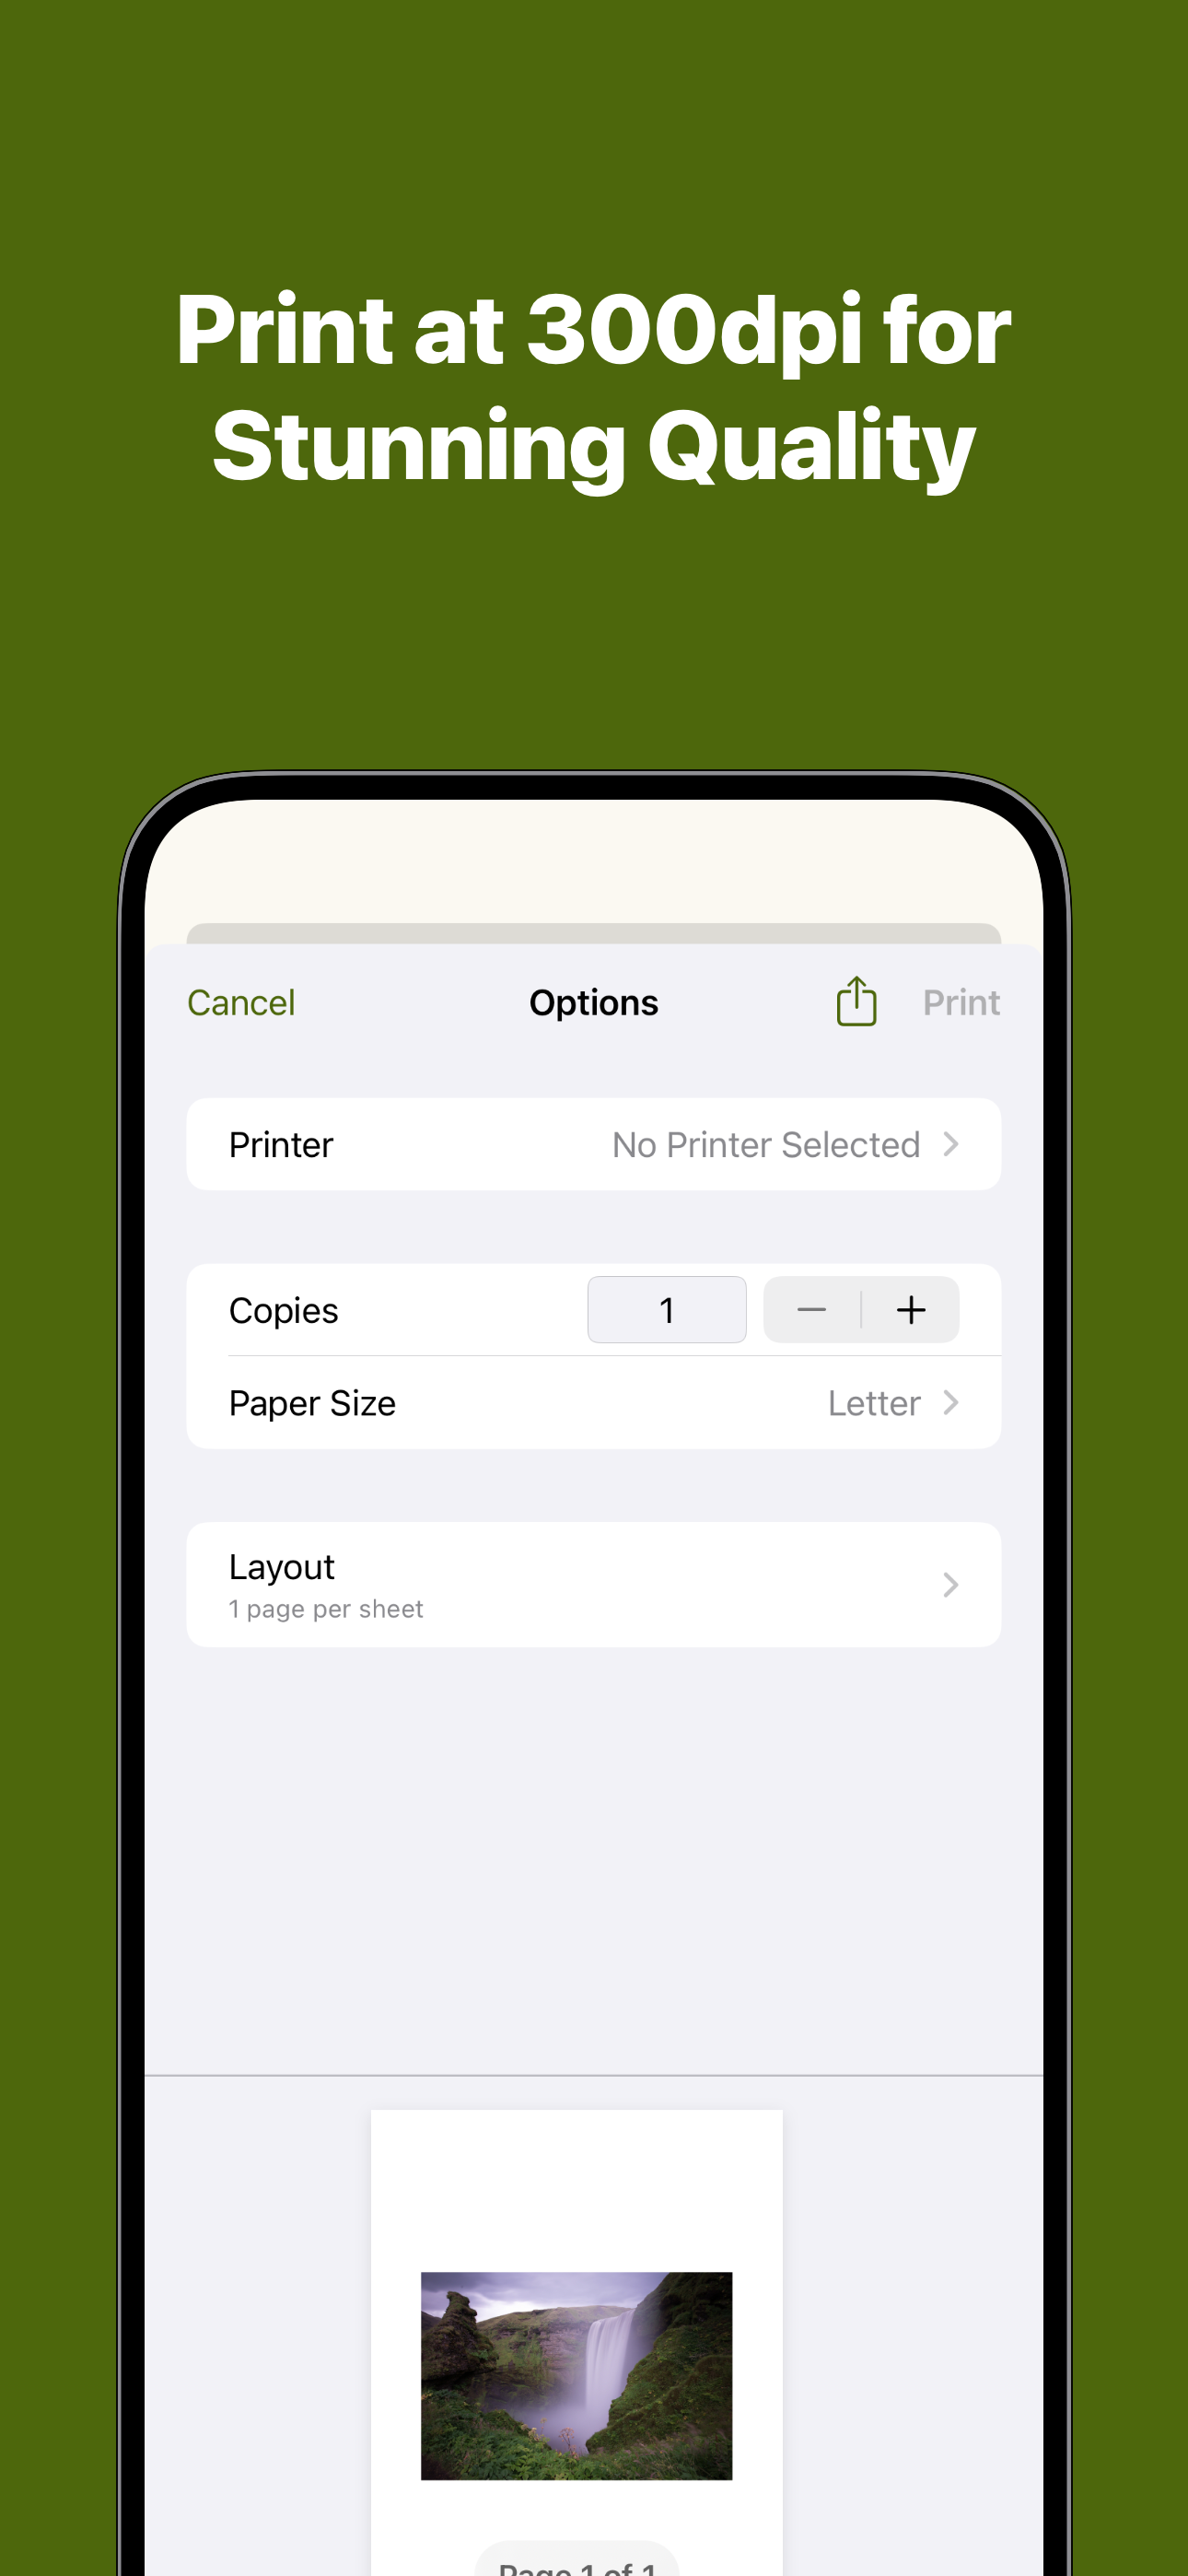 Print at 300dpi for
Stunning Quality
Cancel
Options
Print
Printer
No Printer Selected
Copies
1
Paper Size
Letter
Layout
1 page per sheet
Page 1 of 1